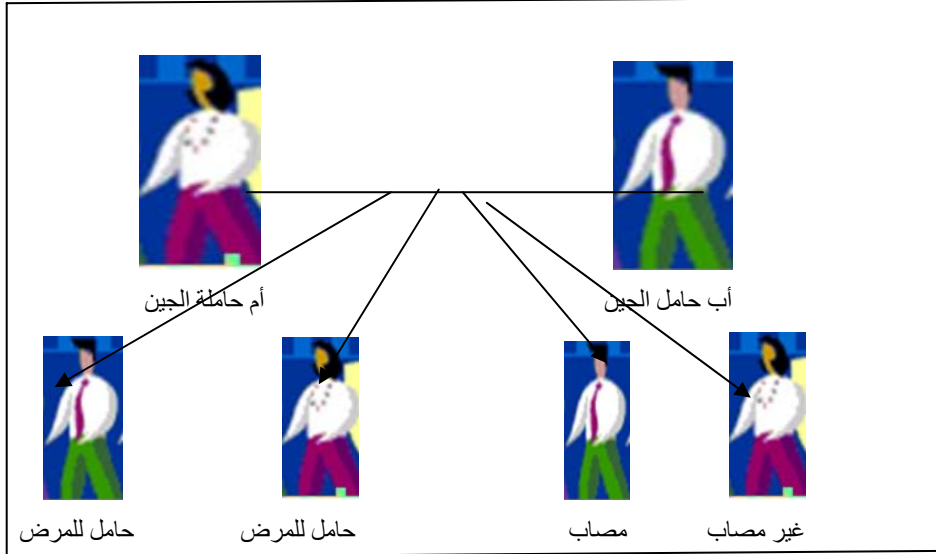 أب حامل الجين
أم حاملة الجين
غير مصاب
مصاب
حامل للمرض
حامل للمرض